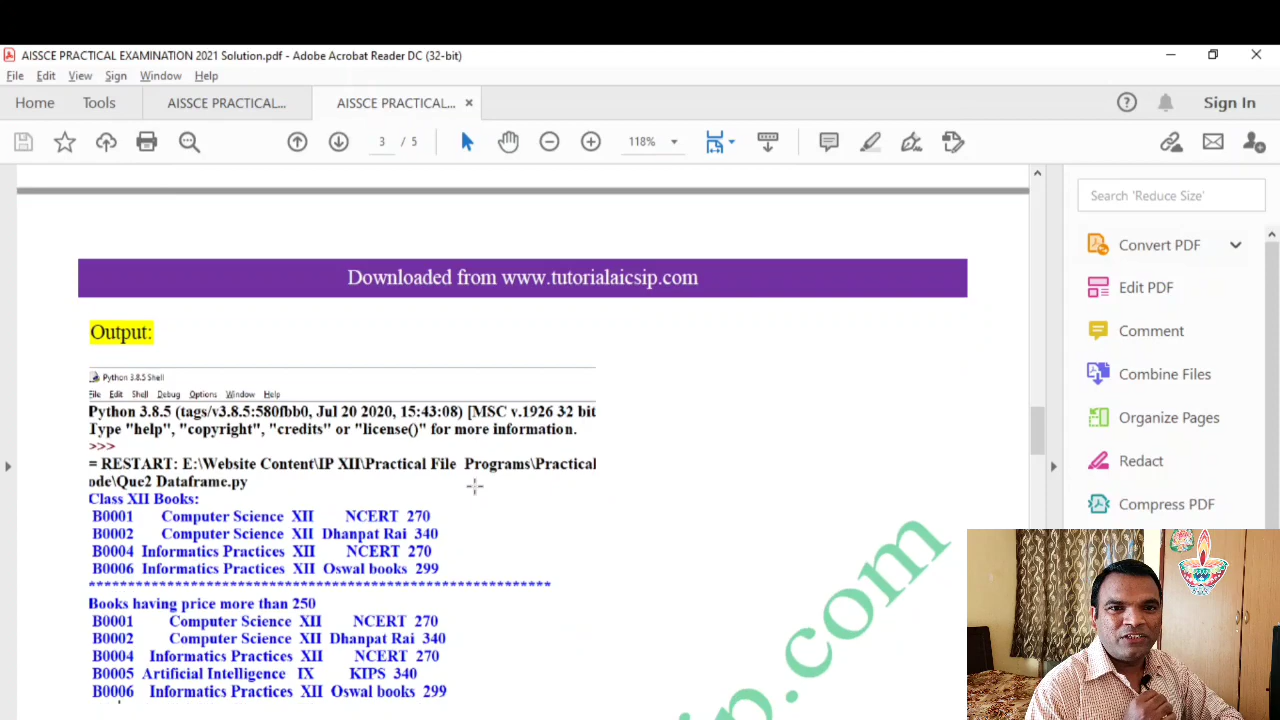 AISSCE PRACTICAL EXAMINATION 2021 Solution.pdf - Adobe Acrobat Reader DC (32-bit)
File Edit View Sign Window Help
Home Tools AISSCE PRACTICAL... AISSCE PRACTICAL... × Sign In
3 / 5 118%
Search 'Reduce Size'
Convert PDF
Edit PDF
Comment
Combine Files
Organize Pages
Redact
Compress PDF
Downloaded from www.tutorialaicsip.com
Output:
Python 3.8.5 Shell
File Edit Shell Debug Options Window Help
Python 3.8.5 (tags/v3.8.5:580fbb0, Jul 20 2020, 15:43:08) [MSC v.1926 32 bit
Type "help", "copyright", "credits" or "license()" for more information.
>>>
= RESTART: E:\Website Content\IP XII\Practical File Programs\Practical
ode\Que2 Dataframe.py
Class XII Books:
B0001 Computer Science XII NCERT 270
B0002 Computer Science XII Dhanpat Rai 340
B0004 Informatics Practices XII NCERT 270
B0006 Informatics Practices XII Oswal books 299
**********************************************************
Books having price more than 250
B0001 Computer Science XII NCERT 270
B0002 Computer Science XII Dhanpat Rai 340
B0004 Informatics Practices XII NCERT 270
B0005 Artificial Intelligence IX KIPS 340
B0006 Informatics Practices XII Oswal books 299
ip.com